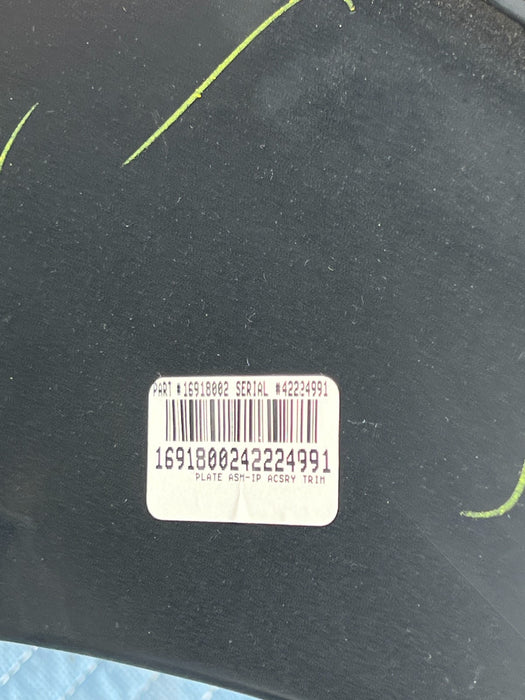 PART #16918002 SERIAL #42224991
1691800242224991
PLATE ASM-IP ACSRY TRIM